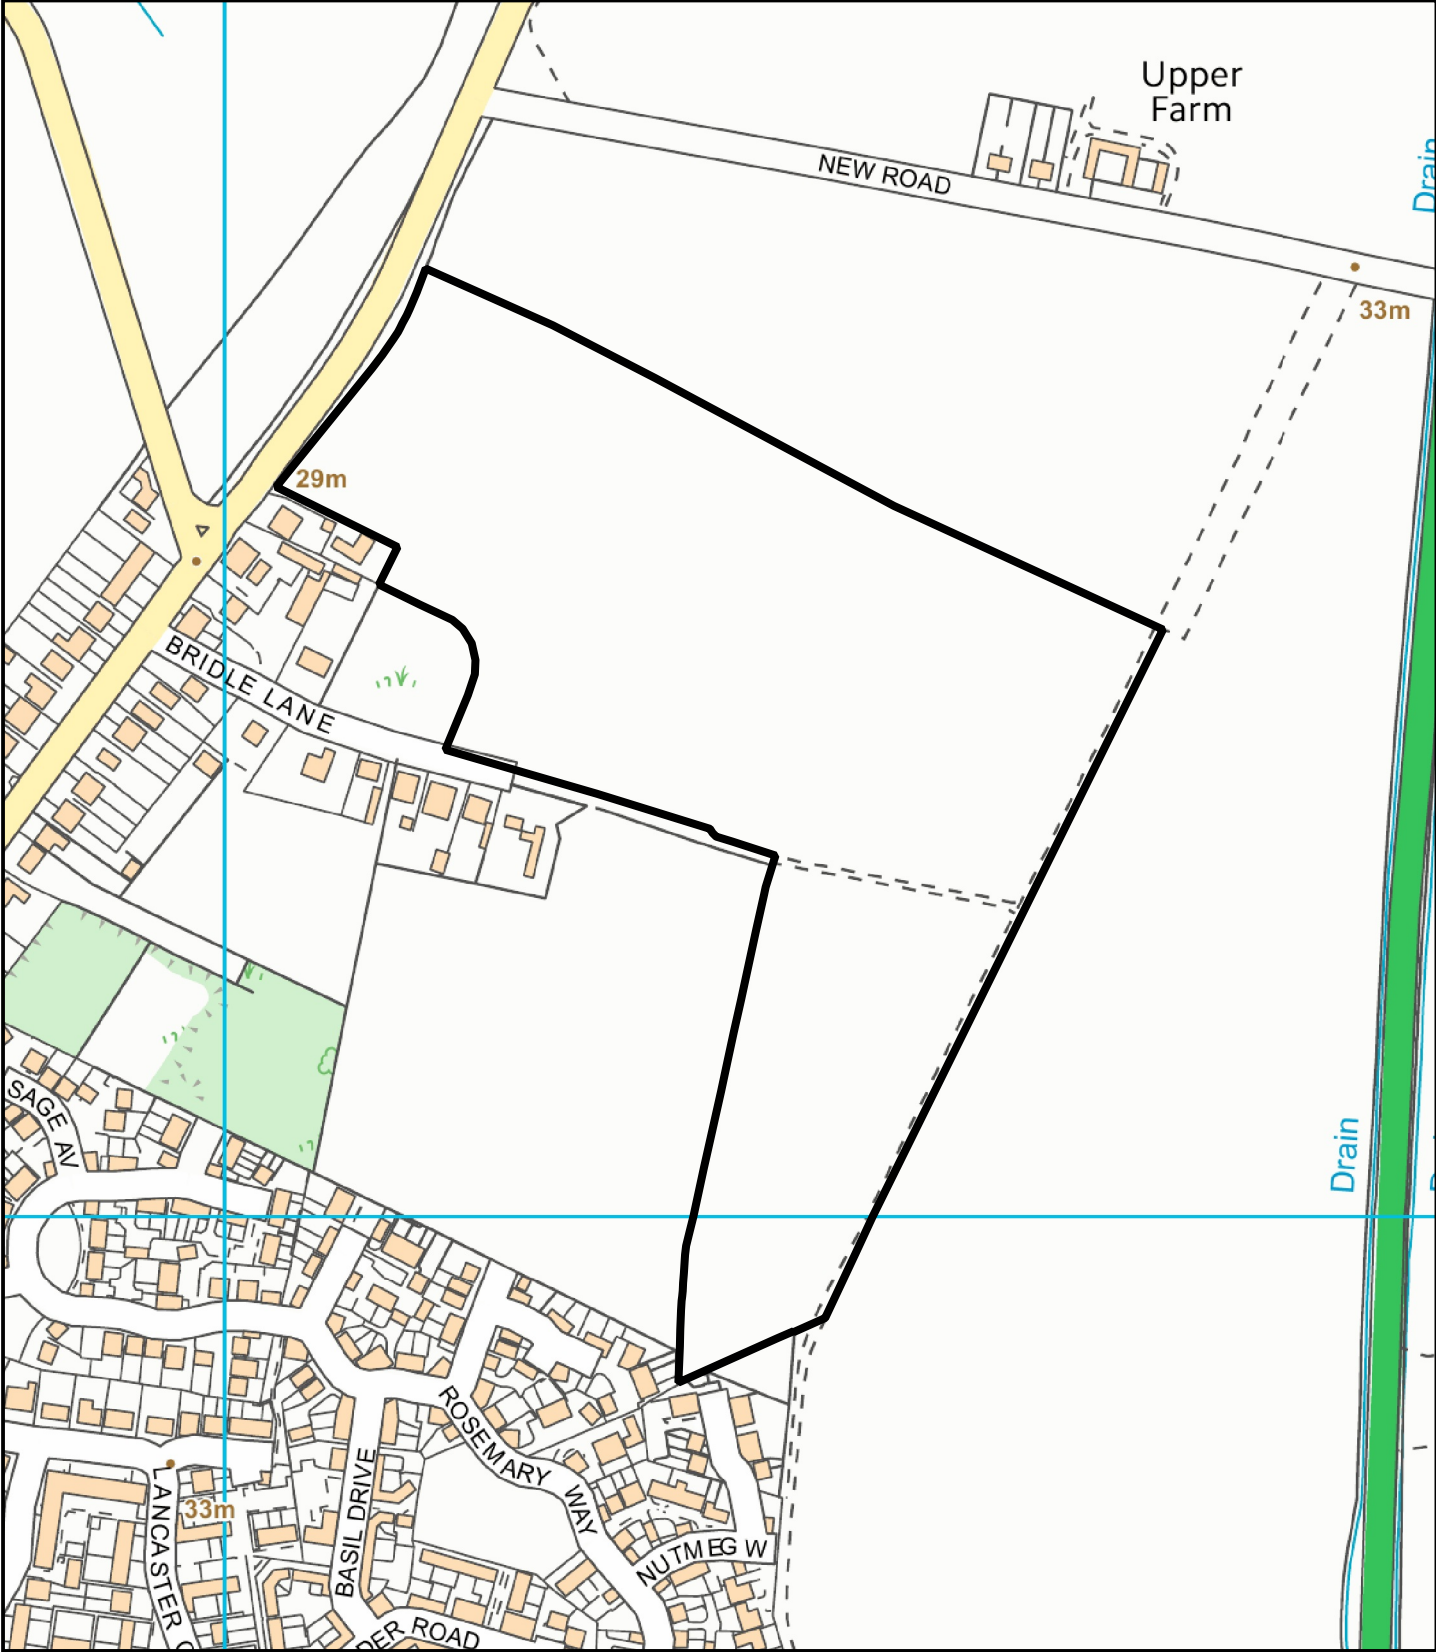 Upper
Farm
Drain
NEW ROAD
33m
29m
BRIDLE LANE
SAGE AV
Drain
ROSEMARY WAY
BASIL DRIVE
LANCASTER
33m
NUTMEG W
DER ROAD